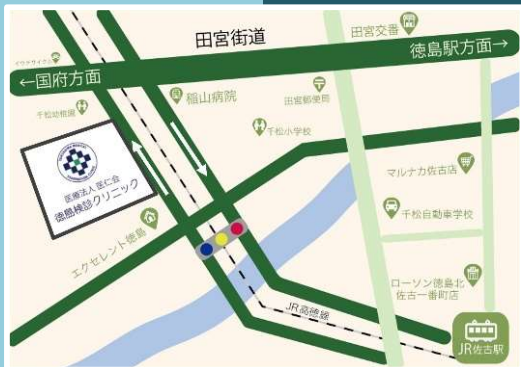 田宮街道
田宮交番
徳島駅方面→
←国府方面
稲山病院
田宮郵便局
千松幼稚園
千松小学校
医療法人 医仁会
徳島検診クリニック
マルナカ佐古店
千松自動車学校
エクセレント徳島
ローソン徳島北
佐古一番町店
JR高徳線
JR佐古駅